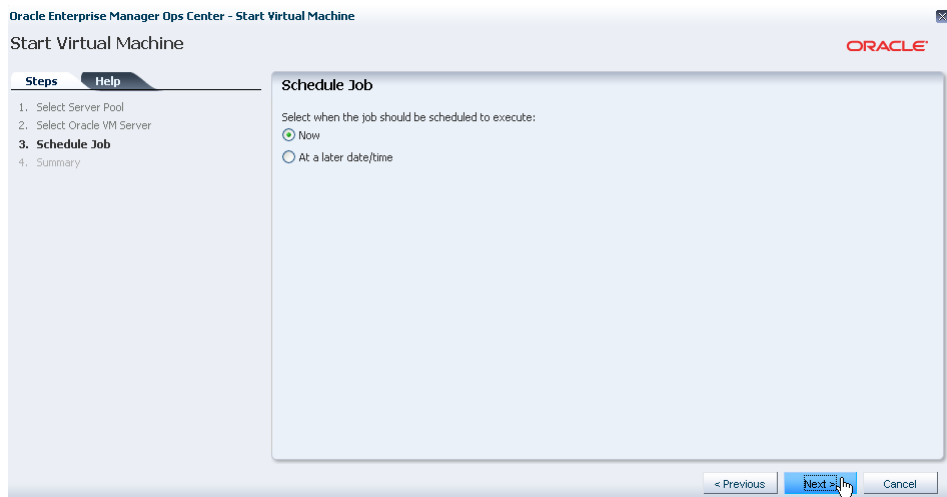 Oracle Enterprise Manager Ops Center - Start Virtual Machine
Start Virtual Machine
ORACLE
Steps Help
1. Select Server Pool
2. Select Oracle VM Server
3. Schedule Job
4. Summary
Schedule Job
Select when the job should be scheduled to execute:
Now
At a later date/time
< Previous Next > Cancel